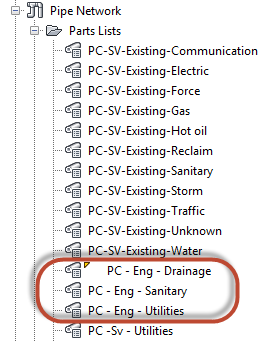 Pipe Network
Parts Lists
PC-SV-Existing-Communication
PC-SV-Existing-Electric
PC-SV-Existing-Force
PC-SV-Existing-Gas
PC-SV-Existing-Hot oil
PC-SV-Existing-Reclaim
PC-SV-Existing-Sanitary
PC-SV-Existing-Storm
PC-SV-Existing-Traffic
PC-SV-Existing-Unknown
PC-SV-Existing-Water
PC - Eng - Drainage
PC - Eng - Sanitary
PC - Eng - Utilities
PC -Sv - Utilities